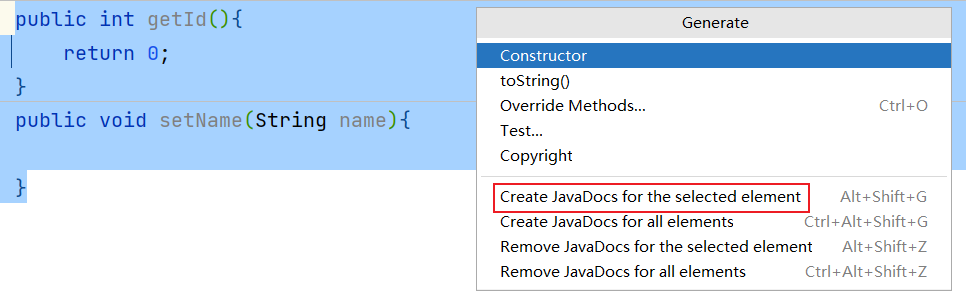 public int getId(){
    return 0;
}
public void setName(String name){
}
Generate
Constructor
toString()
Override Methods... Ctrl+O
Test...
Copyright
Create JavaDocs for the selected element Alt+Shift+G
Create JavaDocs for all elements Ctrl+Alt+Shift+G
Remove JavaDocs for the selected element Alt+Shift+Z
Remove JavaDocs for all elements Ctrl+Alt+Shift+Z